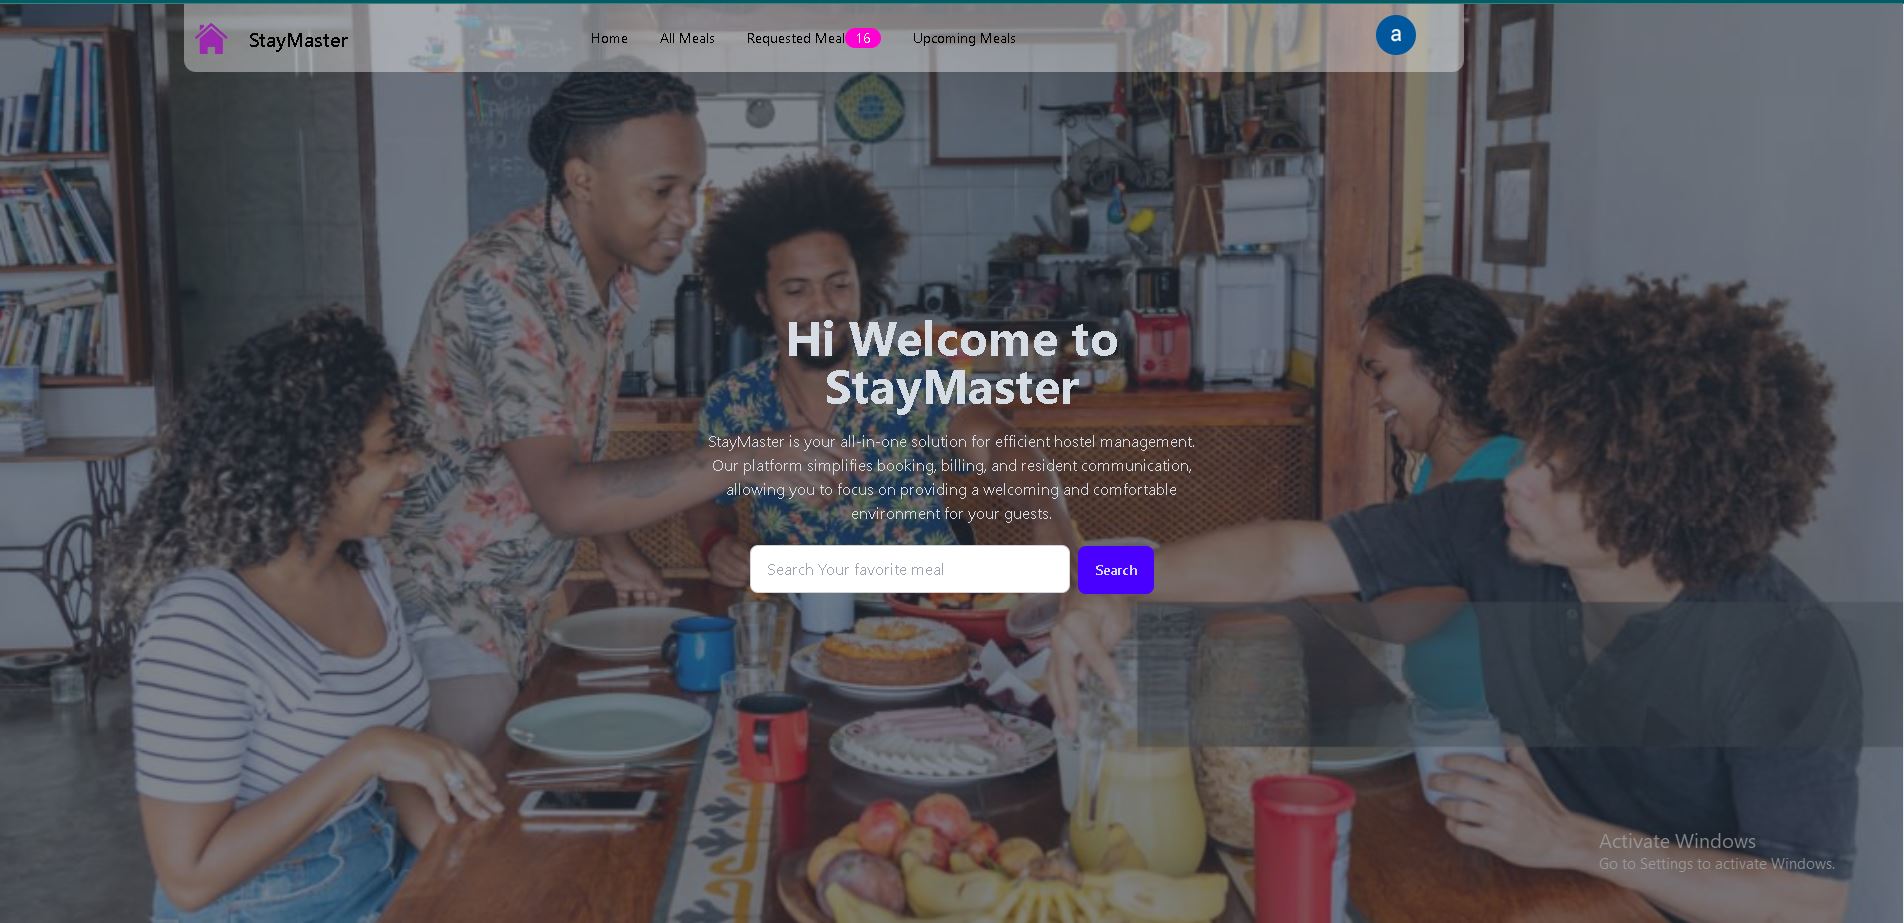 StayMaster
Home
All Meals
Requested Meal 16
Upcoming Meals
a
Hi Welcome to
StayMaster
StayMaster is your all-in-one solution for efficient hostel management.
Our platform simplifies booking, billing, and resident communication,
allowing you to focus on providing a welcoming and comfortable
environment for your guests.
Search Your favorite meal
Search
Activate Windows
Go to Settings to activate Windows.